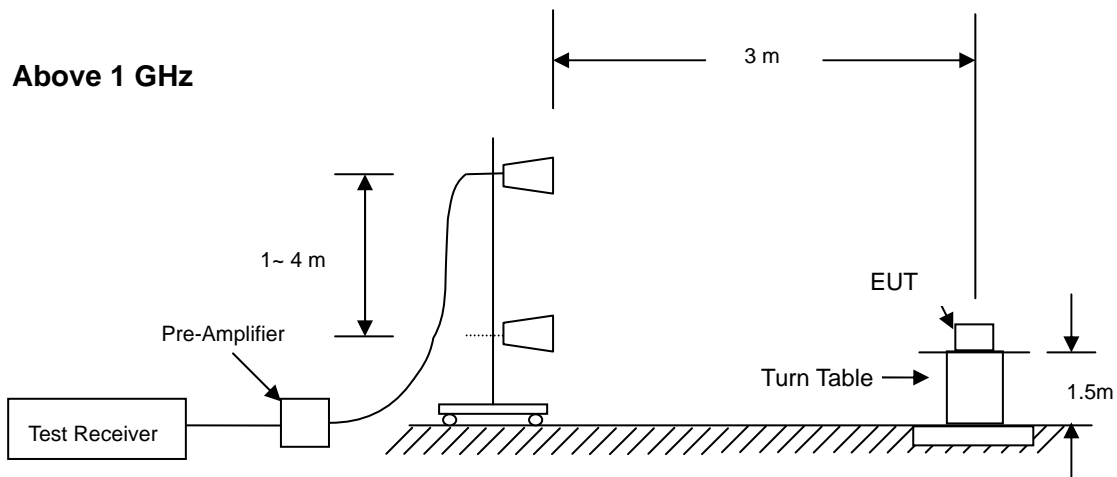 3 m
Above 1 GHz
1~ 4 m
EUT
Pre-Amplifier
Turn Table
1.5m
Test Receiver